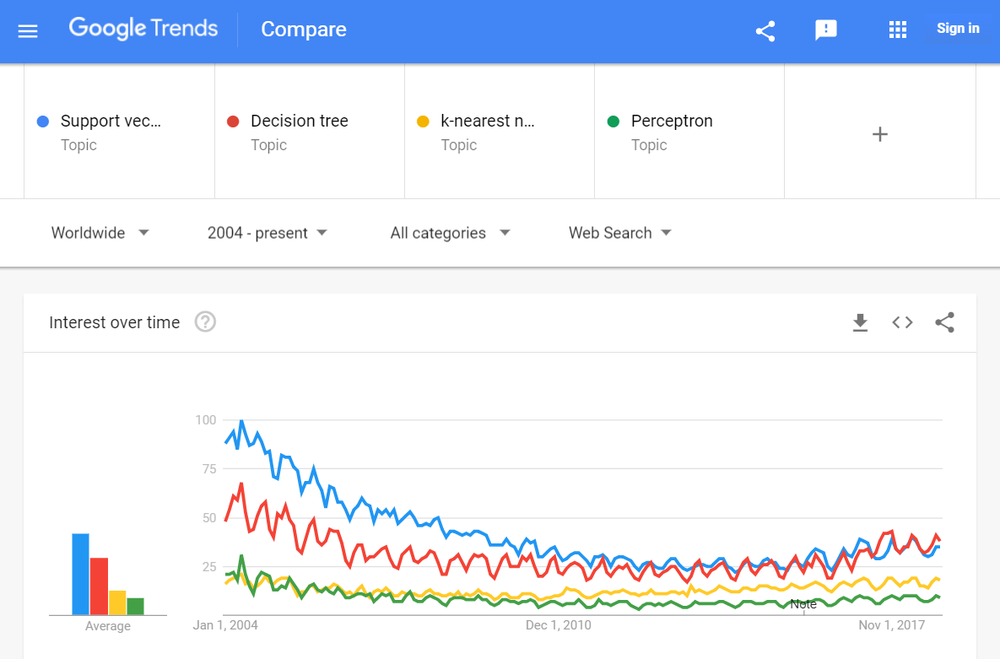 Google Trends Compare Sign in
Support vec... Decision tree k-nearest n... Perceptron
Topic Topic Topic Topic
+
Worldwide 2004 - present All categories Web Search
Interest over time ?
100
75
50
25
Note
Average Jan 1, 2004 Dec 1, 2010 Nov 1, 2017